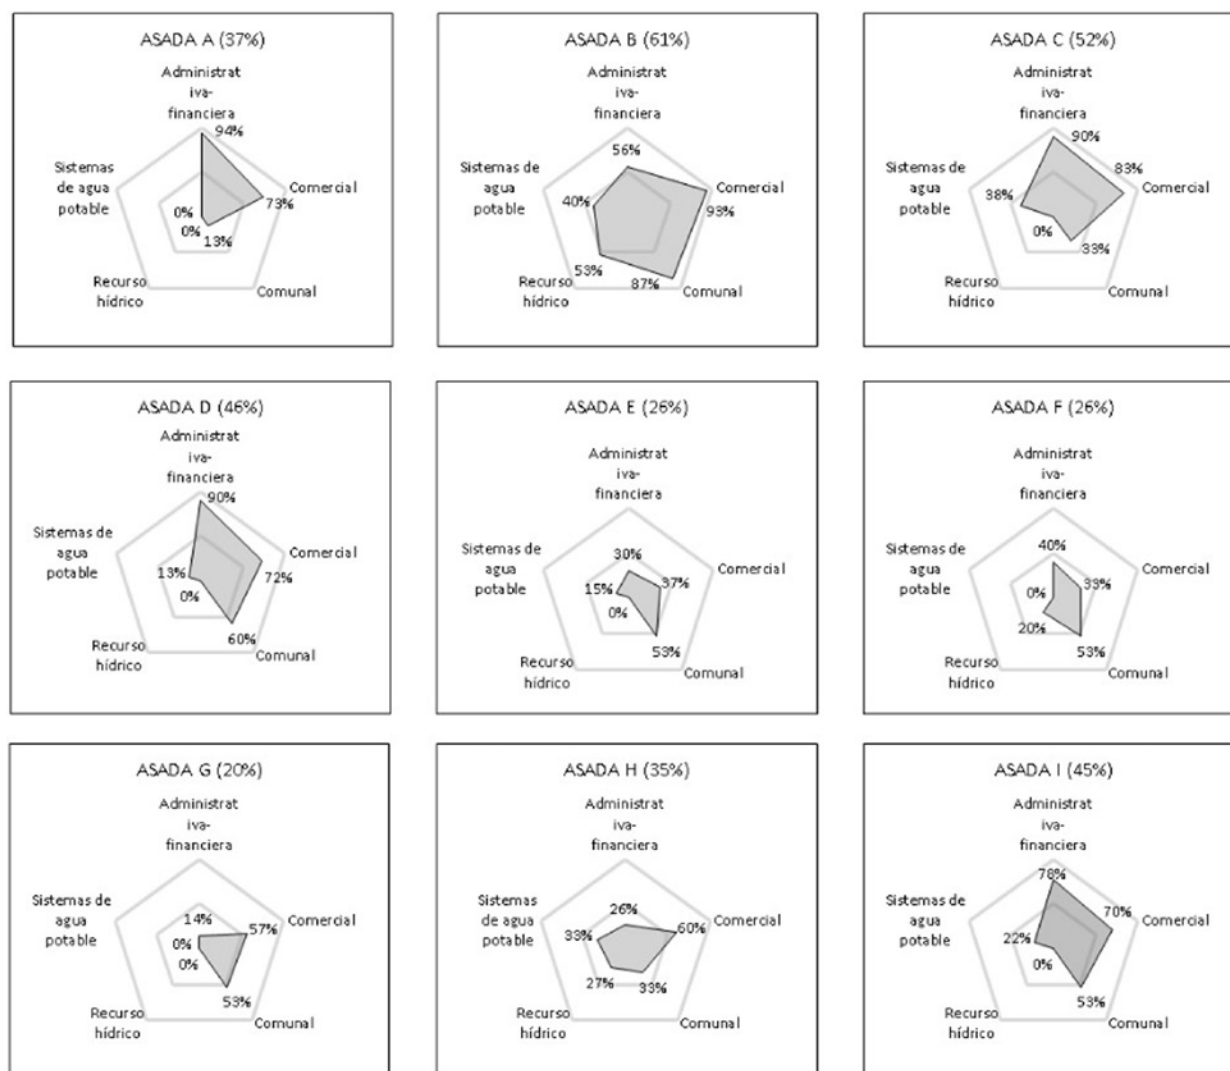 ASADA A (37%)
Administrat
iva-
financiera
94%
Sistemas
de agua
potable
Comercial
73%
0%
0%
13%
Recurso
hídrico
Comunal
ASADA B (61%)
Administrat
iva-
financiera
56%
Sistemas de
agua
potable
Comercial
40%
93%
53%
87%
Recurso
hídrico
Comunal
ASADA C (52%)
Administrat
iva-
financiera
90%
Sistemas de
agua
potable
83%
Comercial
38%
0%
33%
Recurso
hídrico
Comunal
ASADA D (46%)
Administrat
iva-
financiera
90%
Sistemas de
agua
potable
Comercial
13%
72%
0%
60%
Recurso
hídrico
Comunal
ASADA E (26%)
Administrat
iva-
financiera
30%
Sistemas de
agua
potable
Comercial
15%
37%
0%
53%
Recurso
hídrico
Comunal
ASADA F (26%)
Administrat
iva-
financiera
40%
Sistemas de
agua
potable
Comercial
0%
33%
20%
53%
Recurso
hídrico
Comunal
ASADA G (20%)
Administrat
iva-
financiera
14%
Sistemas de
agua
potable
Comercial
57%
0%
0%
53%
Recurso
hídrico
Comunal
ASADA H (35%)
Administrat
iva-
financiera
26%
Sistemas
de agua
potable
Comercial
60%
33%
27%
33%
Recurso
hídrico
Comunal
ASADA I (45%)
Administrat
iva-
financiera
78%
Sistemas de
agua
potable
70%
Comercial
22%
0%
53%
Recurso
hídrico
Comunal